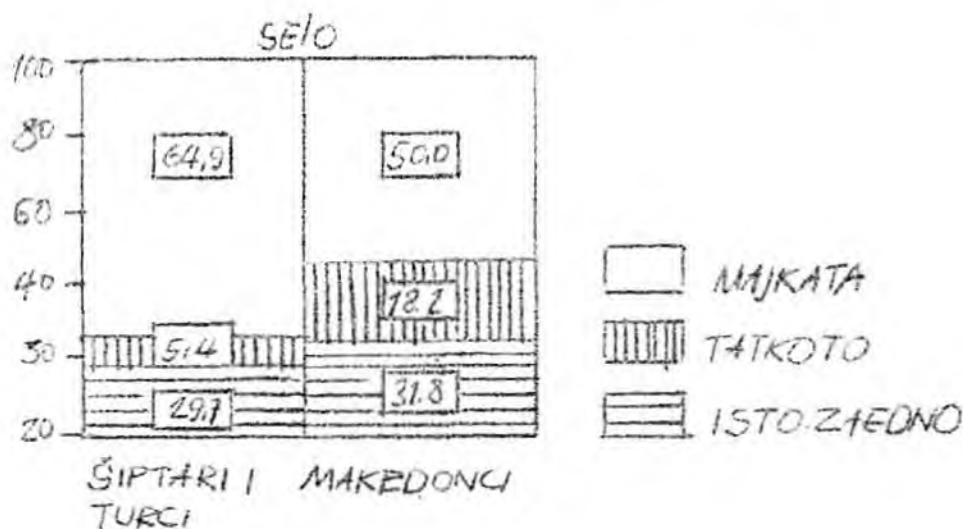 SELO
100
80
60
40
30
20
64,9
50,0
5.4
18.2
29,7
31.8
MAJKATA
TATKOTO
ISTO ZAEDNO
ŠIPTARI I
TURCI
MAKEDONCI